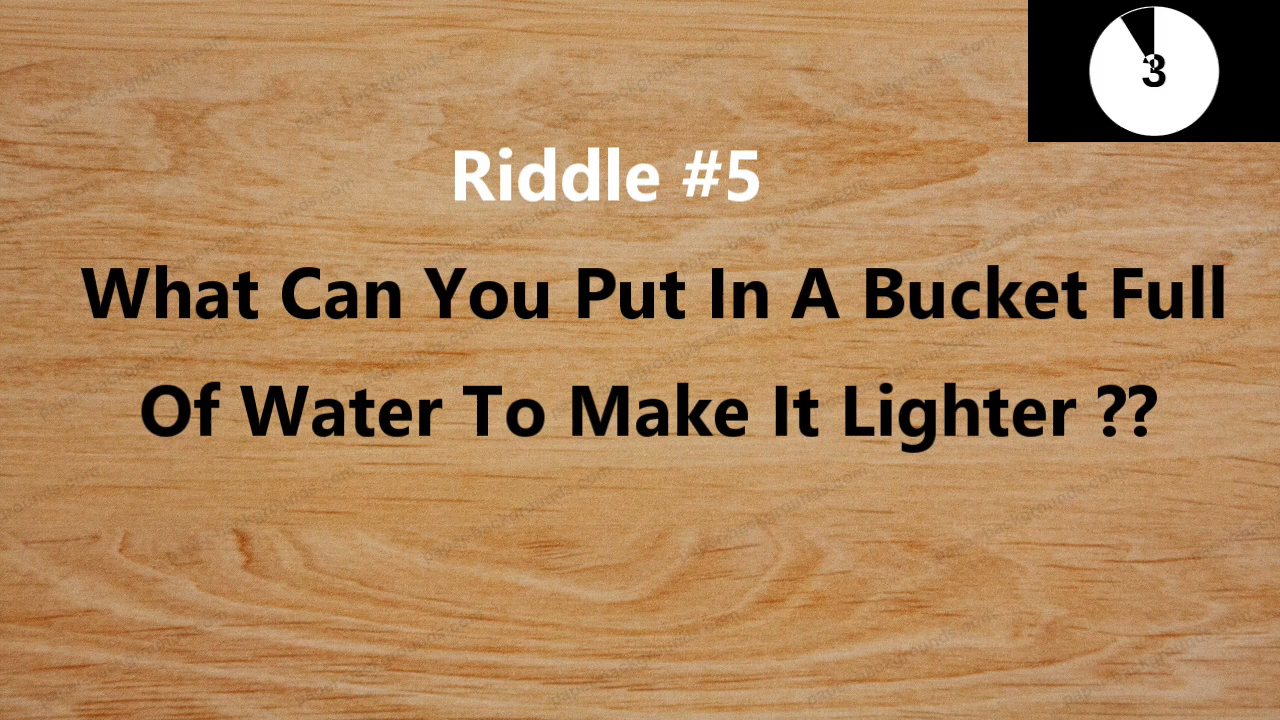 3
Riddle #5
What Can You Put In A Bucket Full
Of Water To Make It Lighter ??